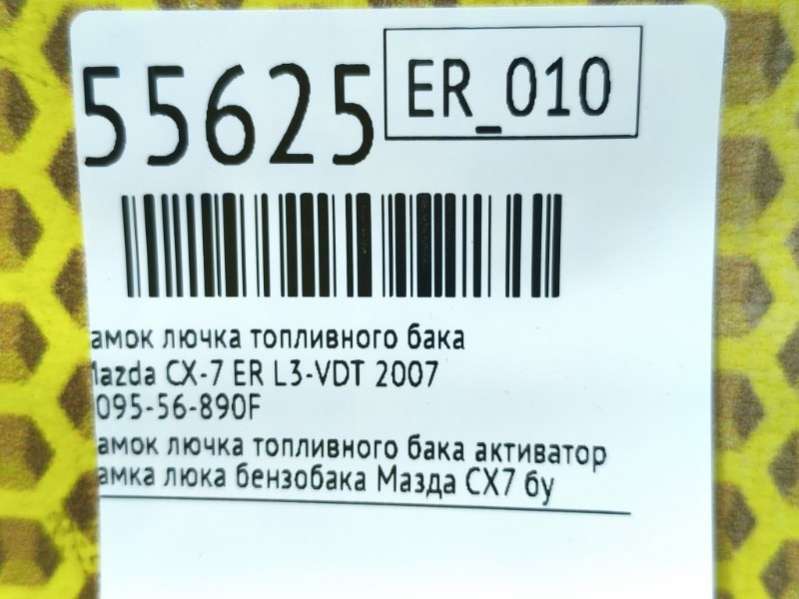 55625
ER_010
амок лючка топливного бака
Mazda CX-7 ER L3-VDT 2007
095-56-890F
амок лючка топливного бака активатор
амка люка бензобака Мазда CX7 бу